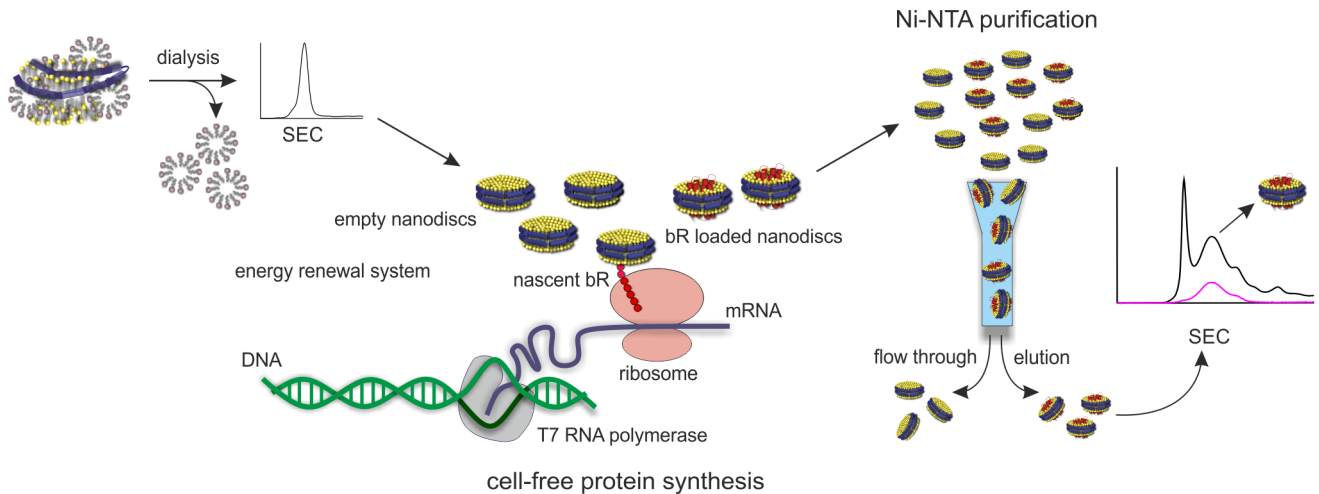 Ni-NTA purification
dialysis
SEC
empty nanodiscs
bR loaded nanodiscs
energy renewal system
nascent bR
mRNA
DNA
ribosome
T7 RNA polymerase
flow through
elution
SEC
cell-free protein synthesis